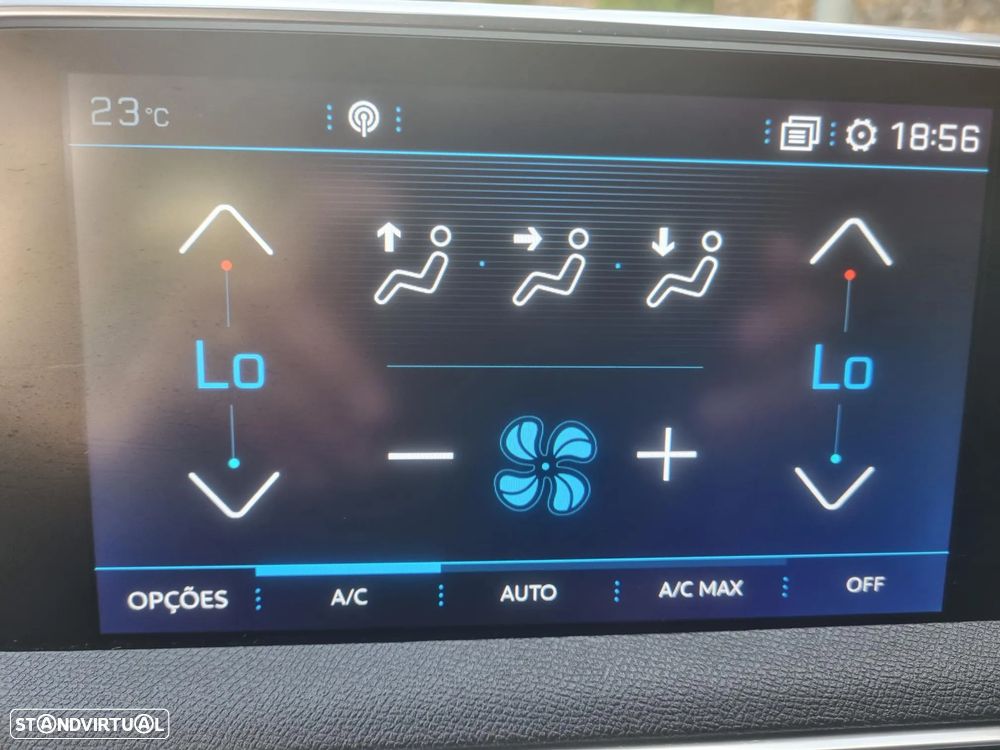 23°C
18:56
Lo
Lo
OPÇÕES
A/C
AUTO
A/C MAX
OFF
STANDVIRTUAL